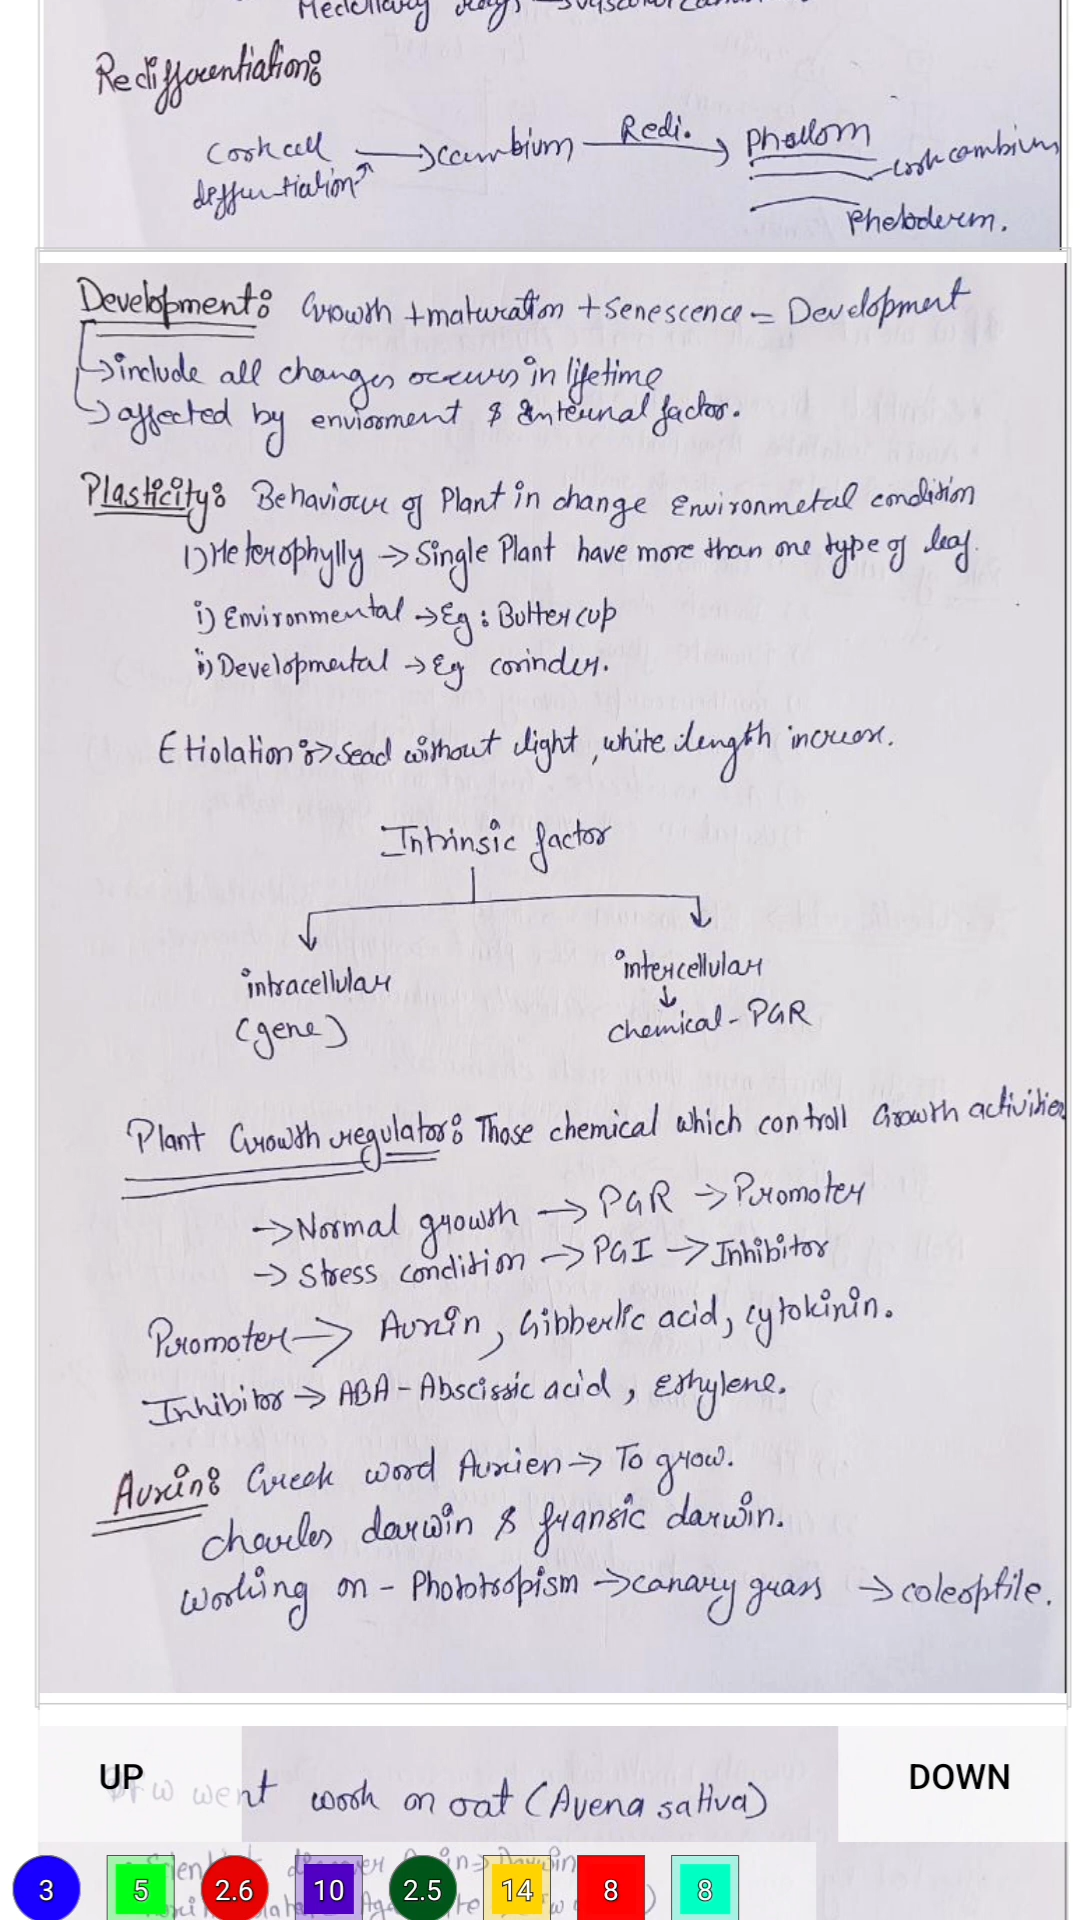 Rediffrentiation:
Cork cell → cambium Redi. → Phellom
diffrentiation
cork cambium
Pheloderm.
Development: Growth + maturation + senescence = Development
→ include all changes occurs in lifetime
→ affected by enviorment & internal factor.
Plasticity: Behaviour of Plant in change Environmetal condition
1) Heterophylly → Single Plant have more than one type of leaf.
i) Environmental → Eg: Buttercup
ii) Developmental → Eg corinder.
Etiolation :> sead without light, white length increase.
Intrinsic factor
intracellular intercellular
↓
(gene) chemical - PGR
Plant Growth regulator: Those chemical which controll Growth activities
→ Normal growth → PGR → Promoter
→ Stress condition → PGI → Inhibitor
Promoter → Auxin, Gibberlic acid, cytokinin.
Inhibitor → ABA - Abscissic acid, Ethylene.
Auxin: Greek word Auxien → To grow.
charles darwin & fransic darwin.
working on - Phototropism → canary grass → coleoptile.
UP DOWN
went work on oat (Avena sativa)
3 5 2.6 10 2.5 14 8 8